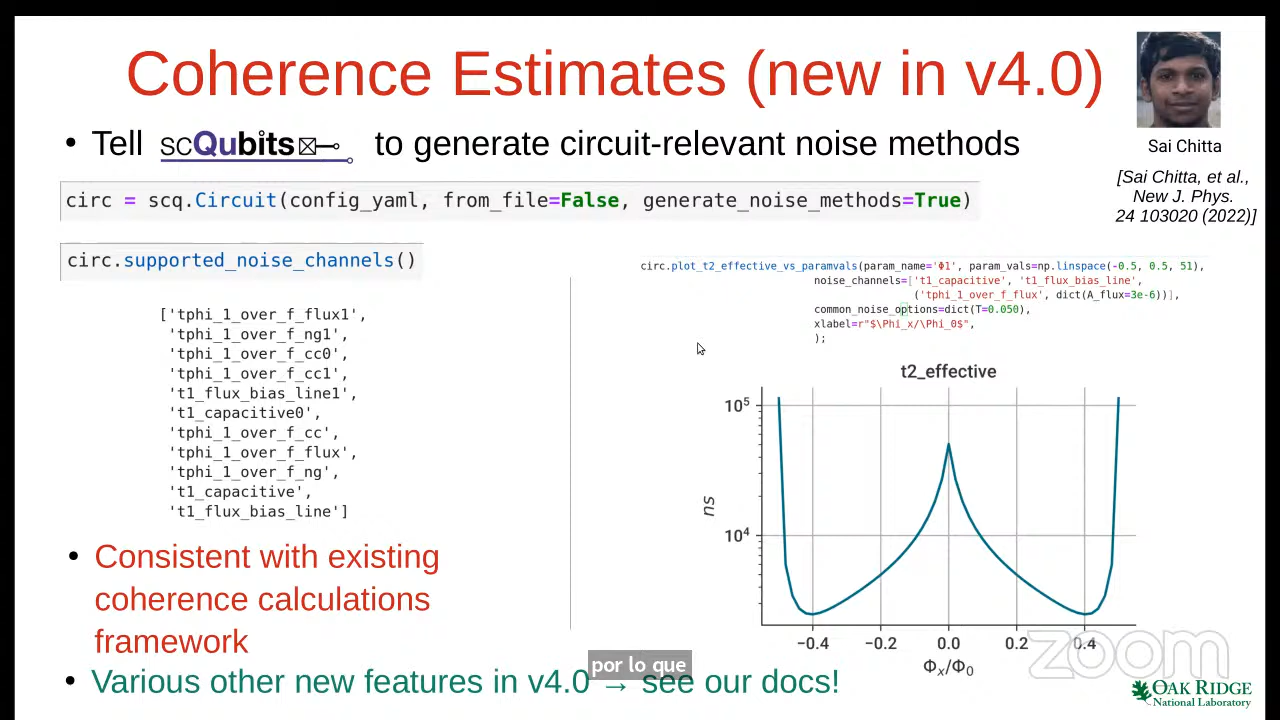 Coherence Estimates (new in v4.0)
• Tell scQubits to generate circuit-relevant noise methods
Sai Chitta
[Sai Chitta, et al.,
New J. Phys.
24 103020 (2022)]
circ = scq.Circuit(config_yaml, from_file=False, generate_noise_methods=True)
circ.supported_noise_channels()
['tphi_1_over_f_flux1',
'tphi_1_over_f_ng1',
'tphi_1_over_f_cc0',
'tphi_1_over_f_cc1',
't1_flux_bias_line1',
't1_capacitive0',
'tphi_1_over_f_cc',
'tphi_1_over_f_flux',
'tphi_1_over_f_ng',
't1_capacitive',
't1_flux_bias_line']
circ.plot_t2_effective_vs_paramvals(param_name='Φ1', param_vals=np.linspace(-0.5, 0.5, 51),
noise_channels=['t1_capacitive', 't1_flux_bias_line',
('tphi_1_over_f_flux', dict(A_flux=3e-6))],
common_noise_options=dict(T=0.050),
xlabel=r"$\Phi_x/\Phi_0$",
);
t2_effective
10⁵
10⁴
ns
−0.4 −0.2 0.0 0.2 0.4
Φₓ/Φ₀
• Consistent with existing
coherence calculations
framework
por lo que
• Various other new features in v4.0 → see our docs!
zoom
OAK RIDGE
National Laboratory